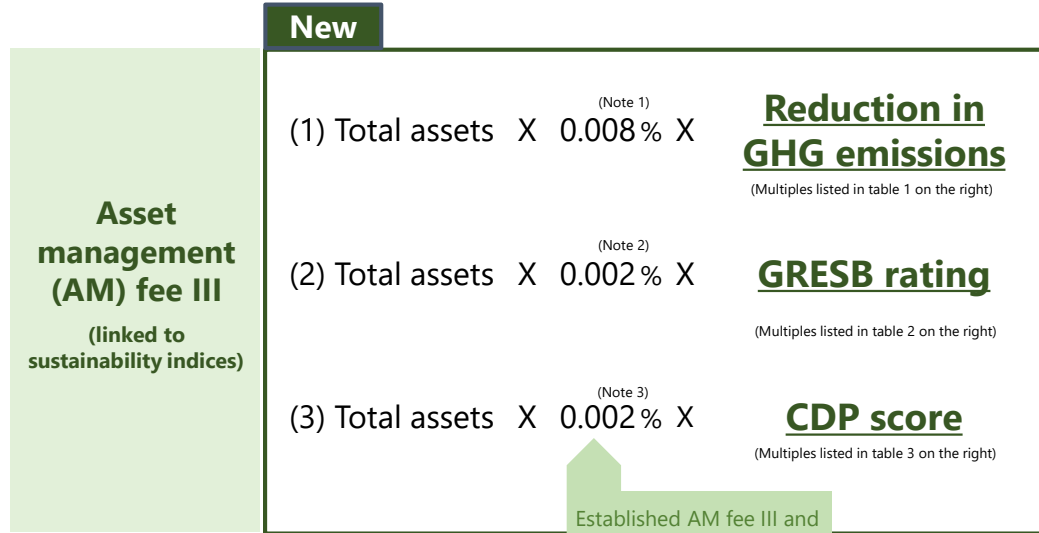 New
Asset
management
(AM) fee III
(linked to
sustainability indices)
(Note 1)
(1) Total assets X 0.008% X
Reduction in
GHG emissions
(Multiples listed in table 1 on the right)
(Note 2)
(2) Total assets X 0.002% X
GRESB rating
(Multiples listed in table 2 on the right)
(Note 3)
(3) Total assets X 0.002% X
CDP score
(Multiples listed in table 3 on the right)
Established AM fee III and